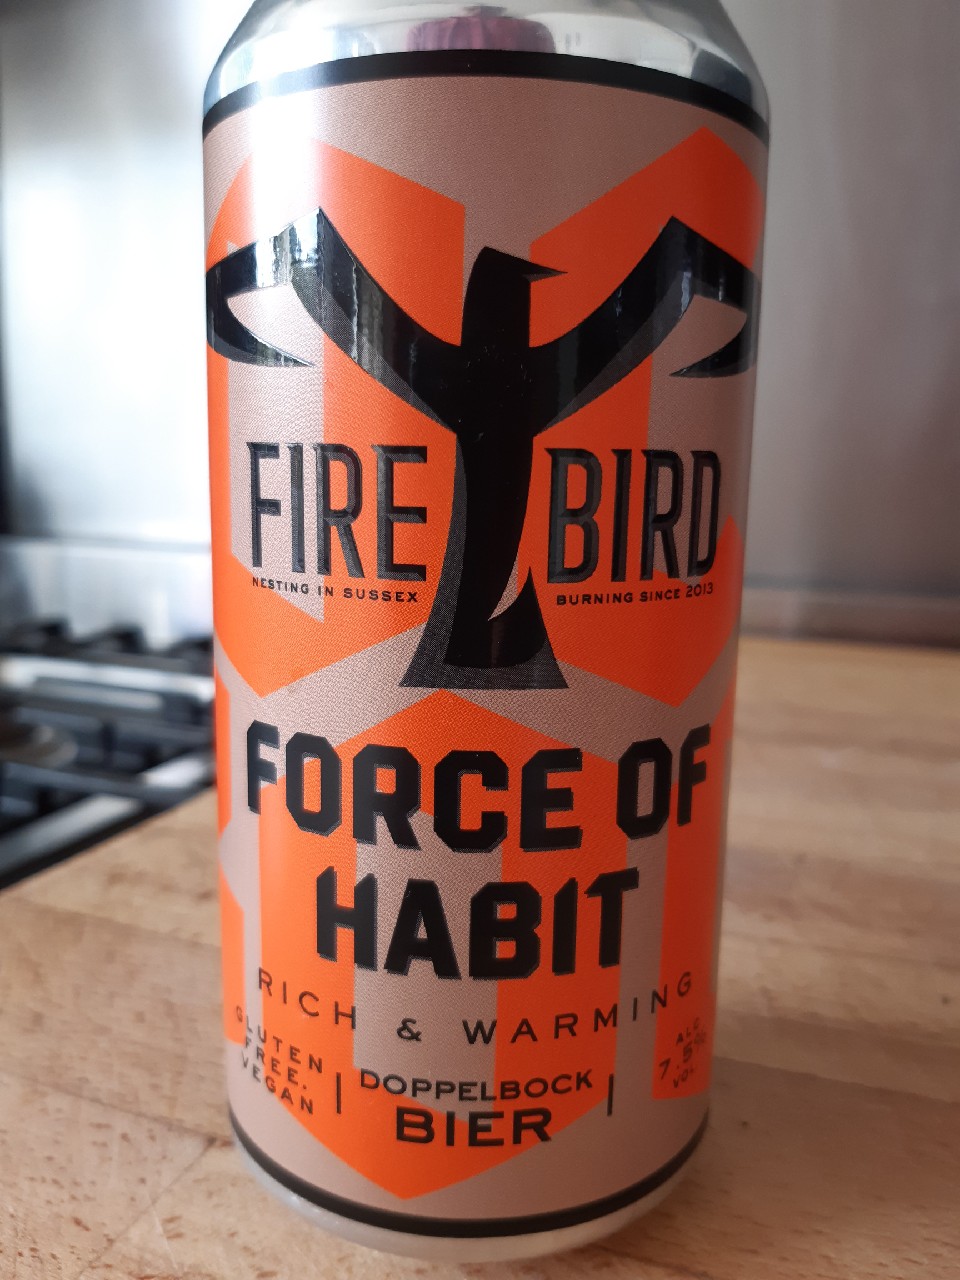 FIRE BIRD
NESTING IN SUSSEX
BURNING SINCE 2013
FORCE OF
HABIT
RICH & WARMING
GLUTEN
FREE.
VEGAN
DOPPELBOCK
BIER
ALC
7.5%
VOL